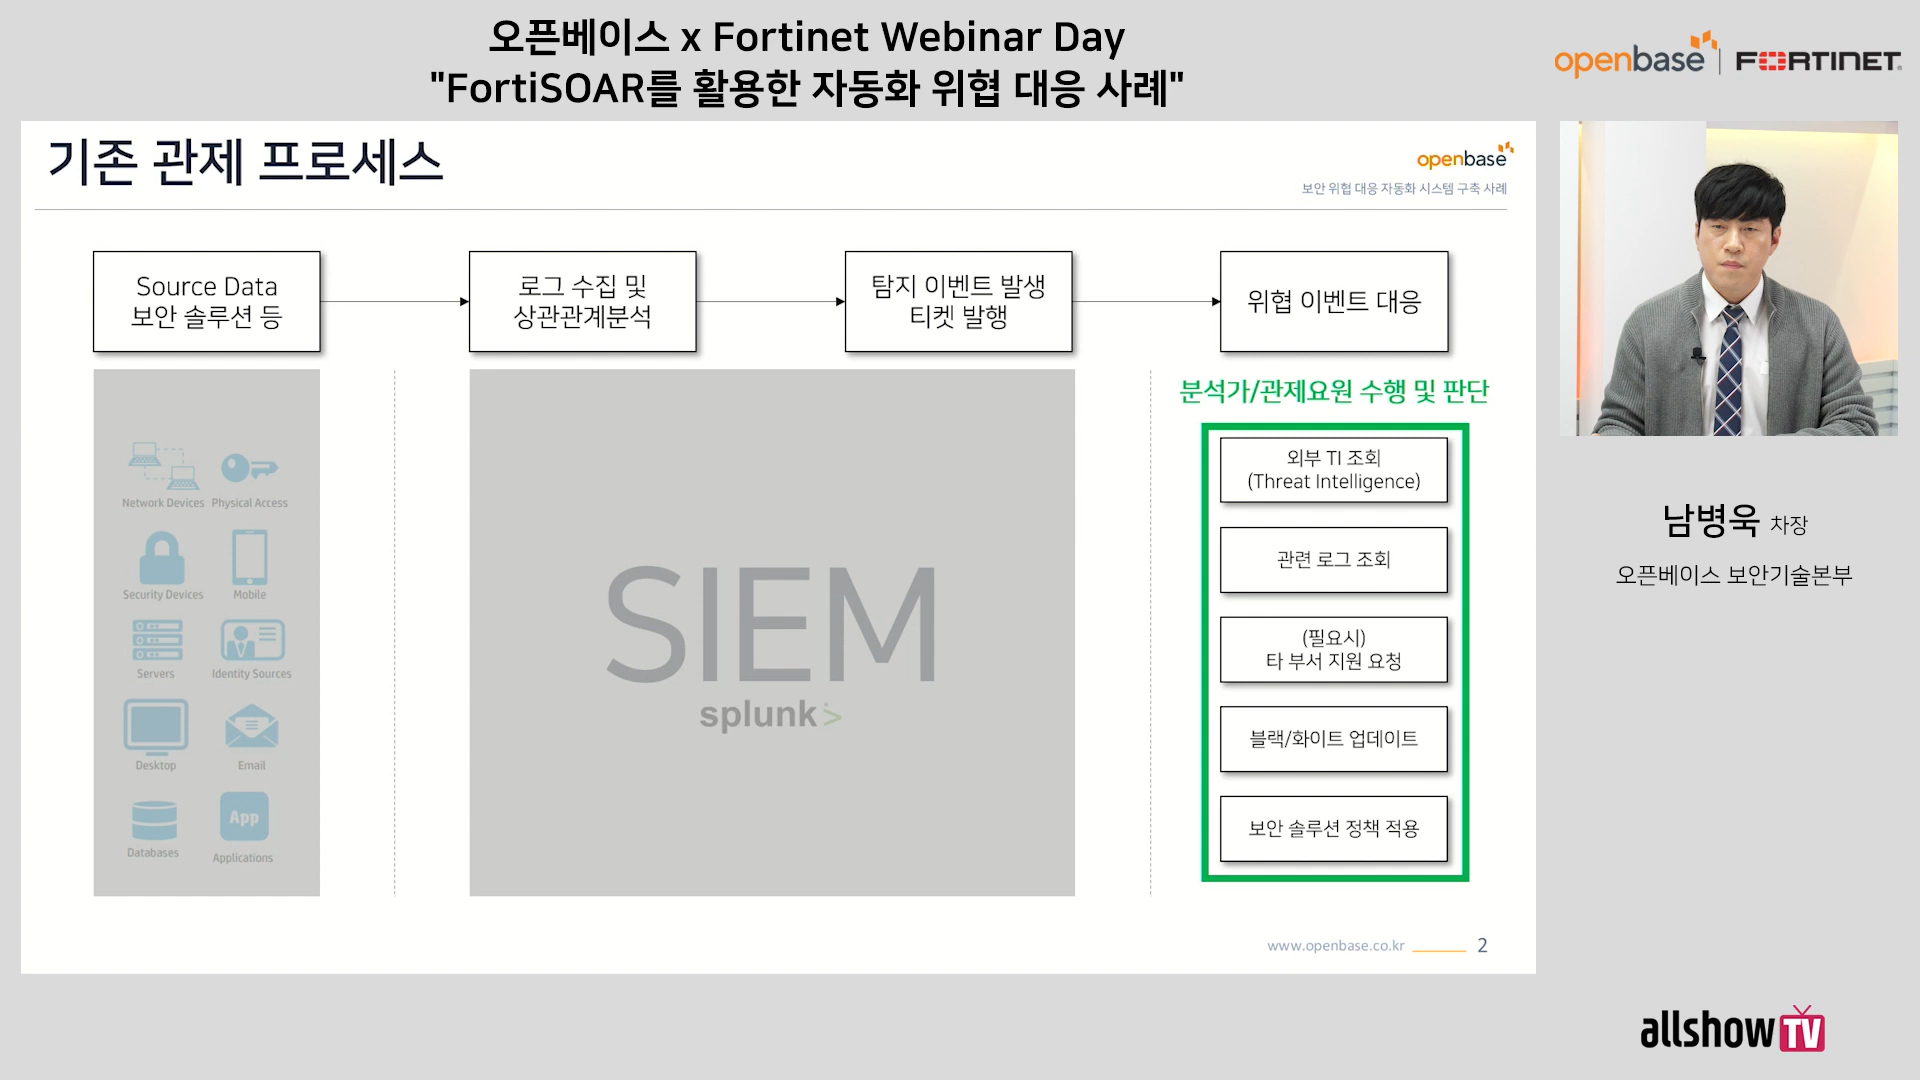 오픈베이스 x Fortinet Webinar Day
"FortiSOAR를 활용한 자동화 위협 대응 사례"
openbase
FORTINET
기존 관제 프로세스
openbase
보안 위협 대응 자동화 시스템 구축 사례
Source Data
보안 솔루션 등
로그 수집 및
상관관계분석
탐지 이벤트 발생
티켓 발행
위협 이벤트 대응
Network Devices
Physical Access
Security Devices
Mobile
Servers
Identity Sources
Desktop
Email
App
Databases
Applications
SIEM
splunk>
분석가/관제요원 수행 및 판단
외부 TI 조회
(Threat Intelligence)
관련 로그 조회
(필요시)
타 부서 지원 요청
블랙/화이트 업데이트
보안 솔루션 정책 적용
www.openbase.co.kr
2
남병욱 차장
오픈베이스 보안기술본부
allshowTV